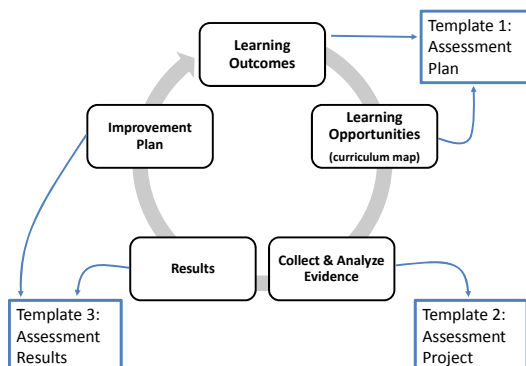 Learning
Outcomes
Template 1:
Assessment
Plan
Improvement
Plan
Learning
Opportunities
(curriculum map)
Results
Collect & Analyze
Evidence
Template 3:
Assessment
Results
Template 2:
Assessment
Project